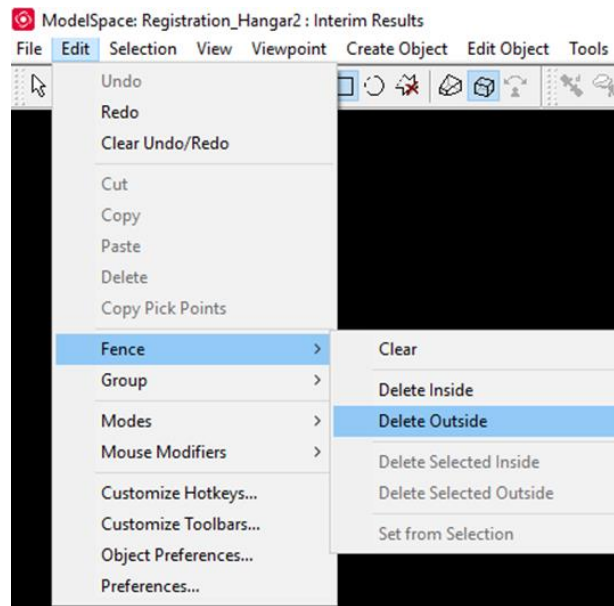 ModelSpace: Registration_Hangar2 : Interim Results
File Edit Selection View Viewpoint Create Object Edit Object Tools
Undo
Redo
Clear Undo/Redo
Cut
Copy
Paste
Delete
Copy Pick Points
Fence
Group
Modes
Mouse Modifiers
Customize Hotkeys...
Customize Toolbars...
Object Preferences...
Preferences...
Clear
Delete Inside
Delete Outside
Delete Selected Inside
Delete Selected Outside
Set from Selection